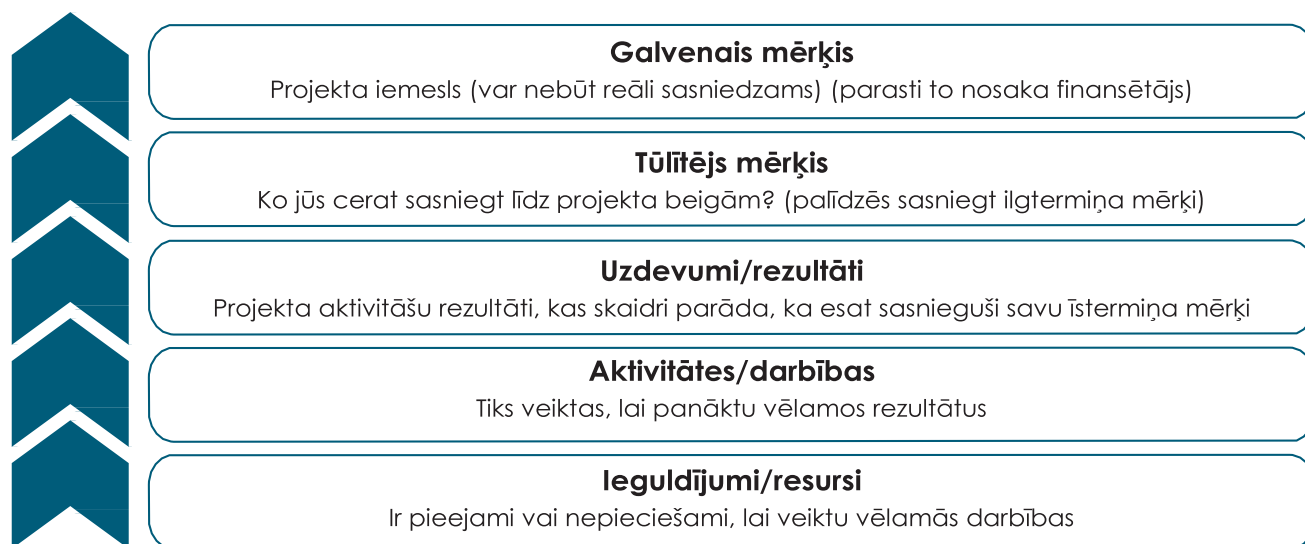 Galvenais mērķis
Projekta iemesls (var nebūt reāli sasniedzams) (parasti to nosaka finansētājs)
Tūlītējs mērķis
Ko jūs cerat sasniegt līdz projekta beigām? (palīdzēs sasniegt ilgtermiņa mērķi)
Uzdevumi/rezultāti
Projekta aktivitāšu rezultāti, kas skaidri parāda, ka esat sasnieguši savu īstermiņa mērķi
Aktivitātes/darbības
Tiks veiktas, lai panāktu vēlamos rezultātus
Ieguldījumi/resursi
Ir pieejami vai nepieciešami, lai veiktu vēlamās darbības